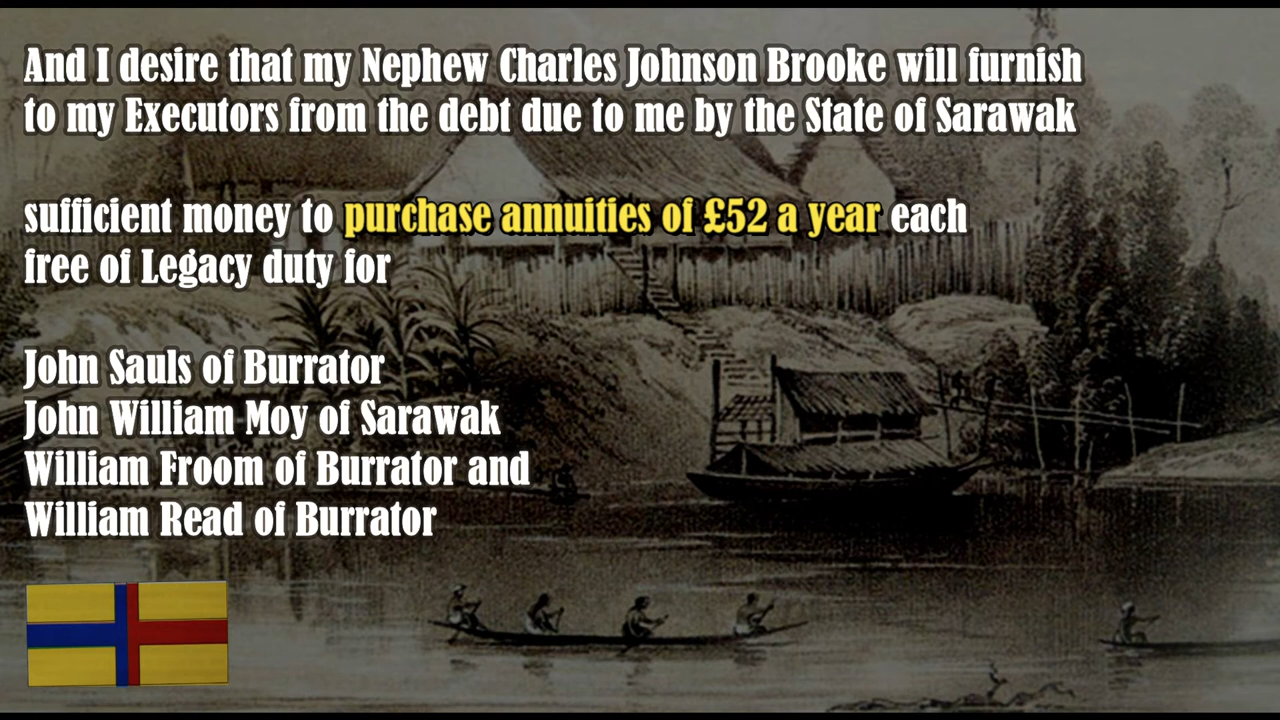 And I desire that my Nephew Charles Johnson Brooke will furnish
to my Executors from the debt due to me by the State of Sarawak
sufficient money to purchase annuities of £52 a year each
free of Legacy duty for
John Sauls of Burrator
John William Moy of Sarawak
William Froom of Burrator and
William Read of Burrator